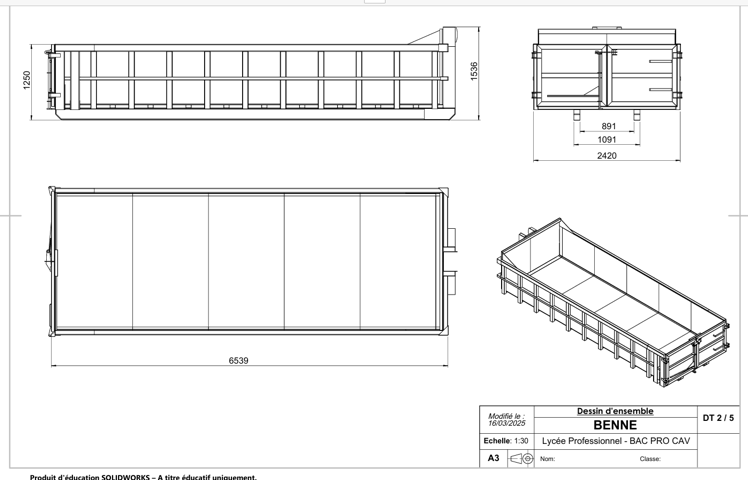 1250
1536
891
1091
2420
6539
Modifié le :
16/03/2025
Dessin d'ensemble
BENNE
DT 2 / 5
Echelle: 1:30
Lycée Professionnel - BAC PRO CAV
A3
Nom:
Classe:
Produit d'éducation SOLIDWORKS – A titre éducatif uniquement.